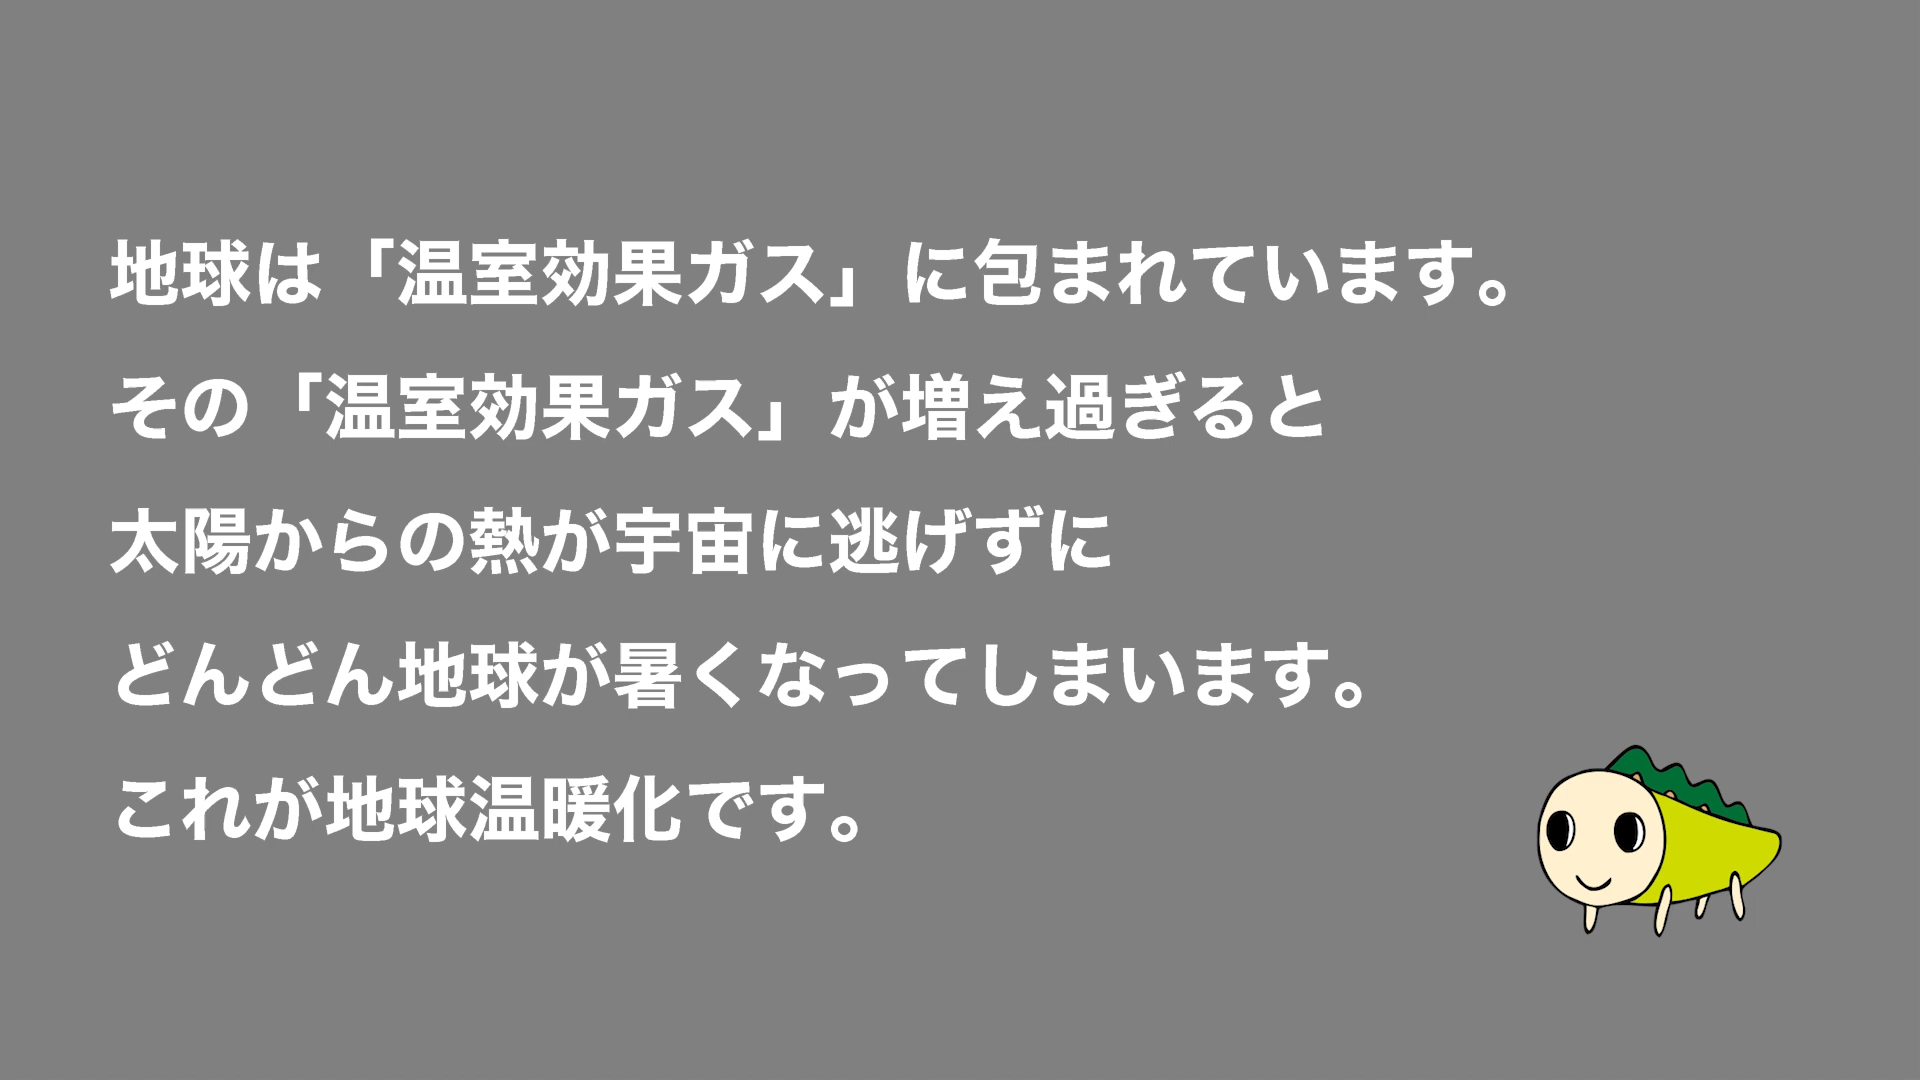 地球は「温室効果ガス」に包まれています。
その「温室効果ガス」が増え過ぎると
太陽からの熱が宇宙に逃げずに
どんどん地球が暑くなってしまいます。
これが地球温暖化です。